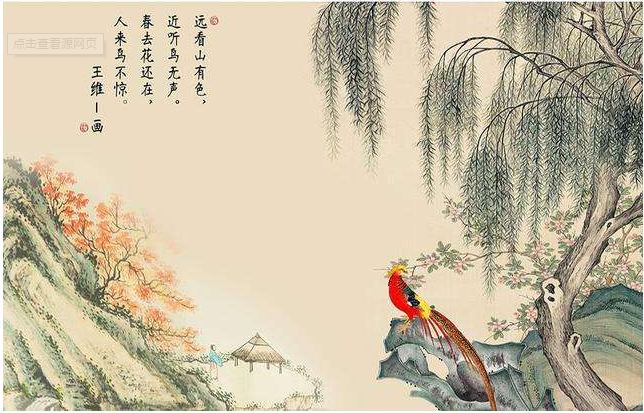 远看山有色，
近听鸟无声。
春去花还在，
人来鸟不惊。
王维－画
点击查看源网页